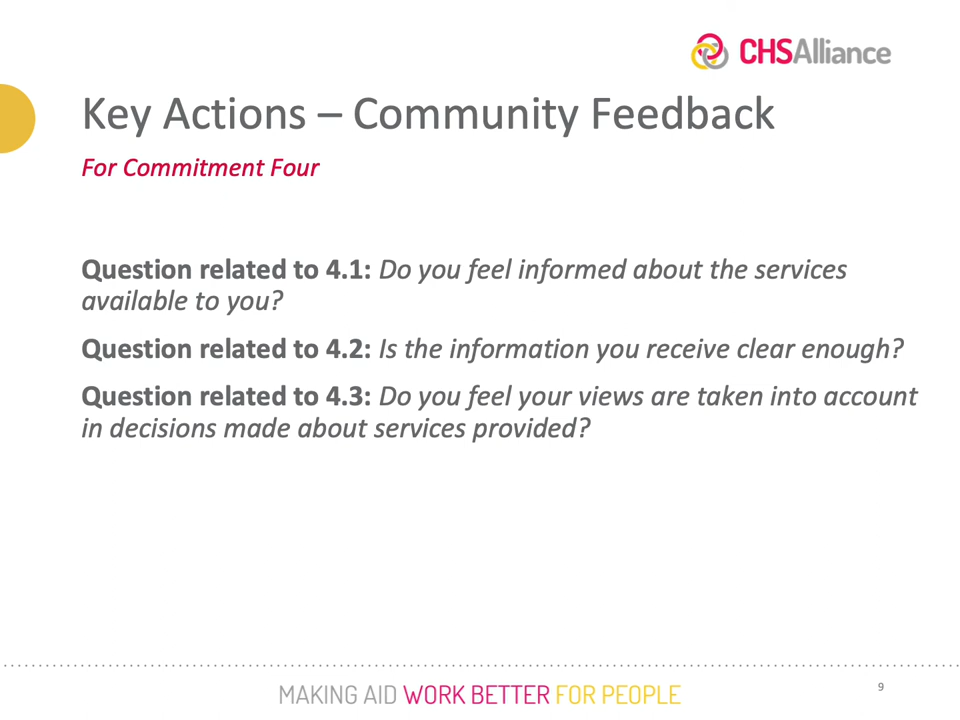 CHSAlliance
Key Actions – Community Feedback
For Commitment Four
Question related to 4.1: Do you feel informed about the services
available to you?
Question related to 4.2: Is the information you receive clear enough?
Question related to 4.3: Do you feel your views are taken into account
in decisions made about services provided?
MAKING AID WORK BETTER FOR PEOPLE
9